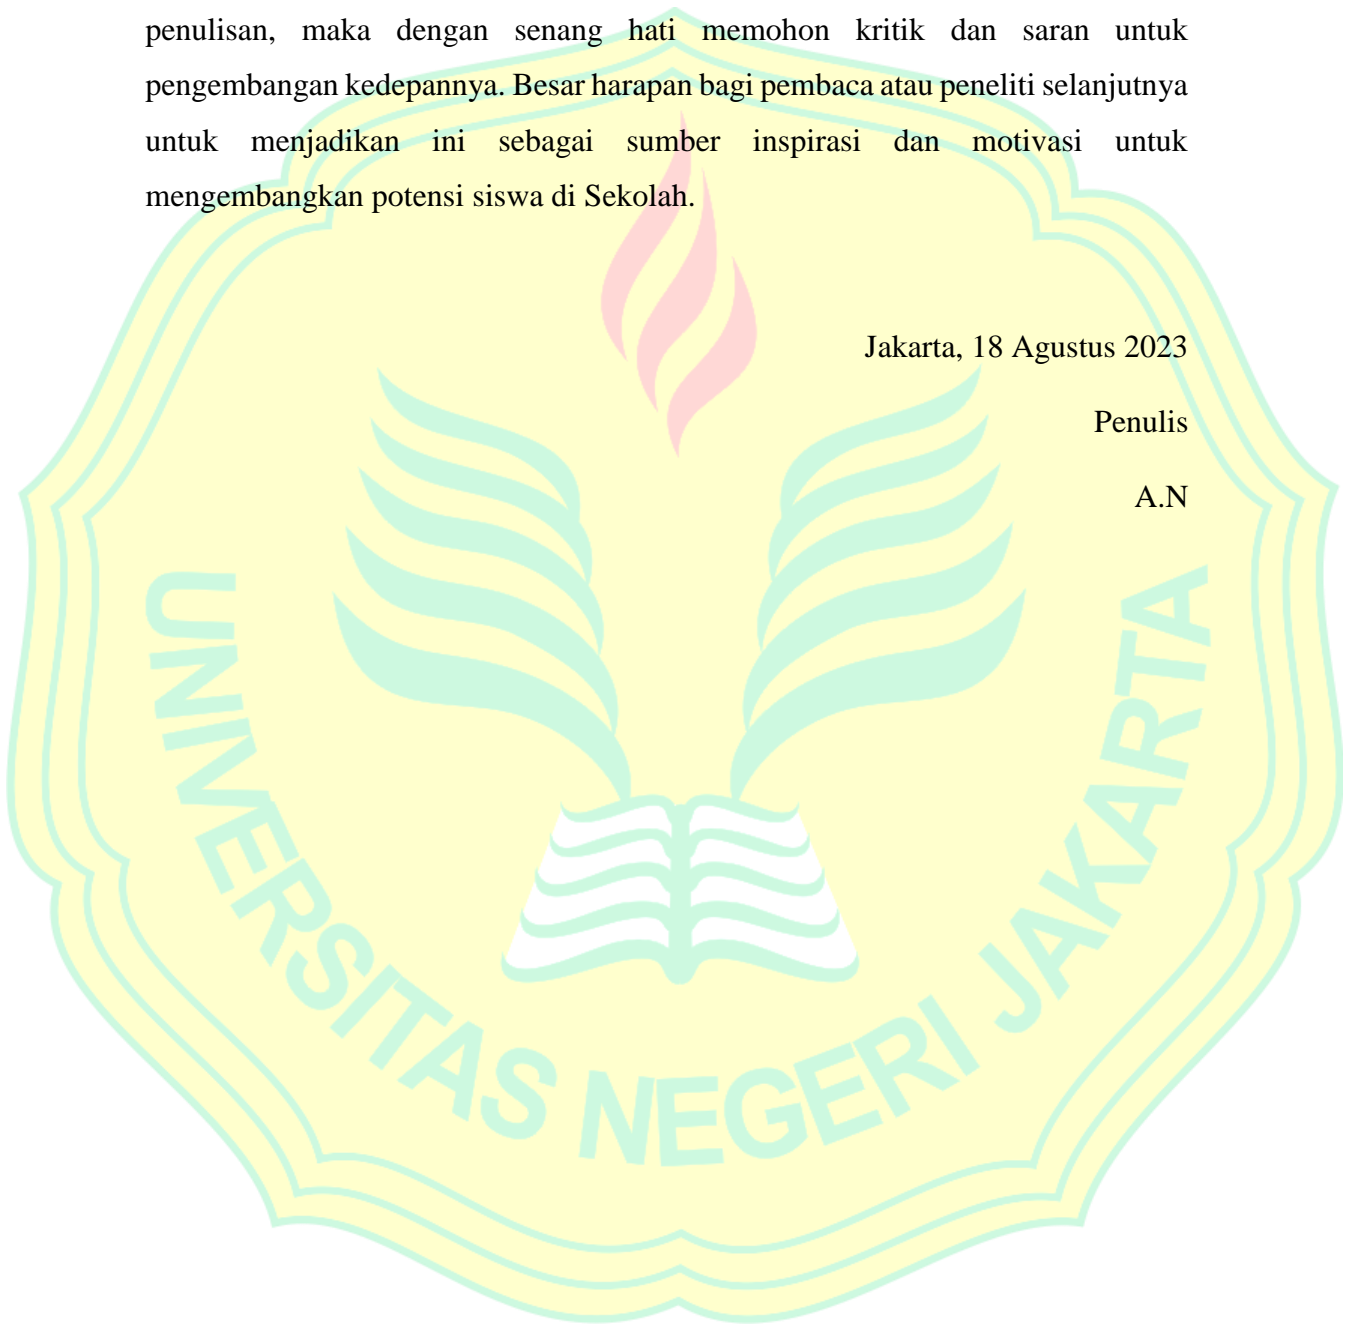 penulisan, maka dengan senang hati memohon kritik dan saran untuk
pengembangan kedepannya. Besar harapan bagi pembaca atau peneliti selanjutnya
untuk menjadikan ini sebagai sumber inspirasi dan motivasi untuk
mengembangkan potensi siswa di Sekolah.
Jakarta, 18 Agustus 2023
Penulis
A.N
UNIVERSITAS NEGERI JAKARTA